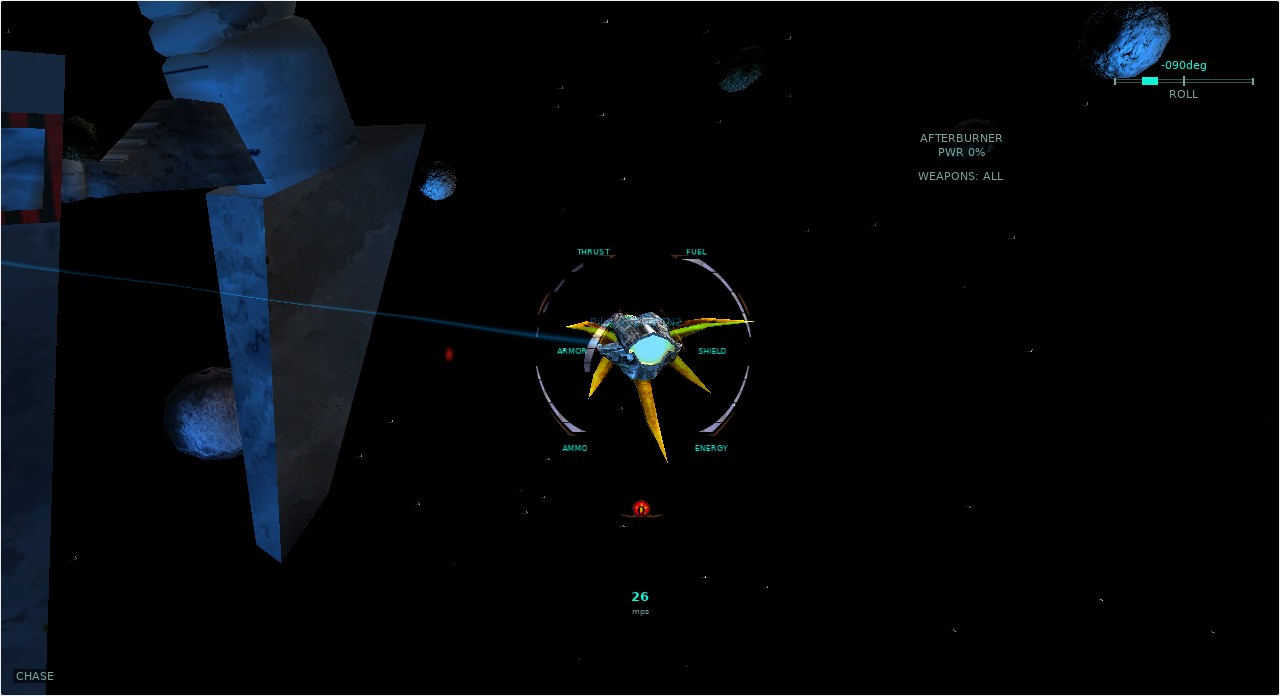 -090deg
ROLL
AFTERBURNER
PWR 0%
WEAPONS: ALL
THRUST
FUEL
ARMOR
SHIELD
AMMO
ENERGY
26
mps
CHASE